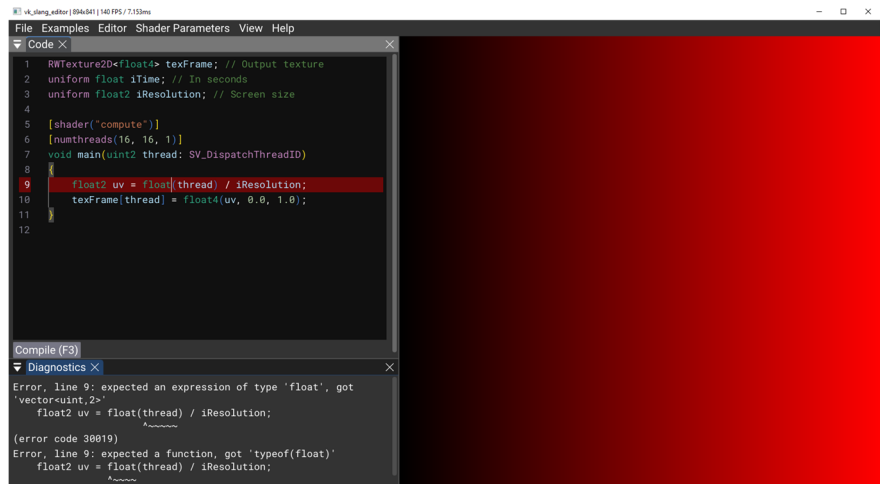 vk_slang_editor | 894x841 | 140 FPS / 7.153ms
File Examples Editor Shader Parameters View Help
Code
1 RWTexture2D<float4> texFrame; // Output texture
2 uniform float iTime; // In seconds
3 uniform float2 iResolution; // Screen size
4
5 [shader("compute")]
6 [numthreads(16, 16, 1)]
7 void main(uint2 thread: SV_DispatchThreadID)
8 {
9 float2 uv = float(thread) / iResolution;
10 texFrame[thread] = float4(uv, 0.0, 1.0);
11 }
12
Compile (F3)
Diagnostics
Error, line 9: expected an expression of type 'float', got
'vector<uint,2>'
float2 uv = float(thread) / iResolution;
^~~~~~
(error code 30019)
Error, line 9: expected a function, got 'typeof(float)'
float2 uv = float(thread) / iResolution;
^~~~~